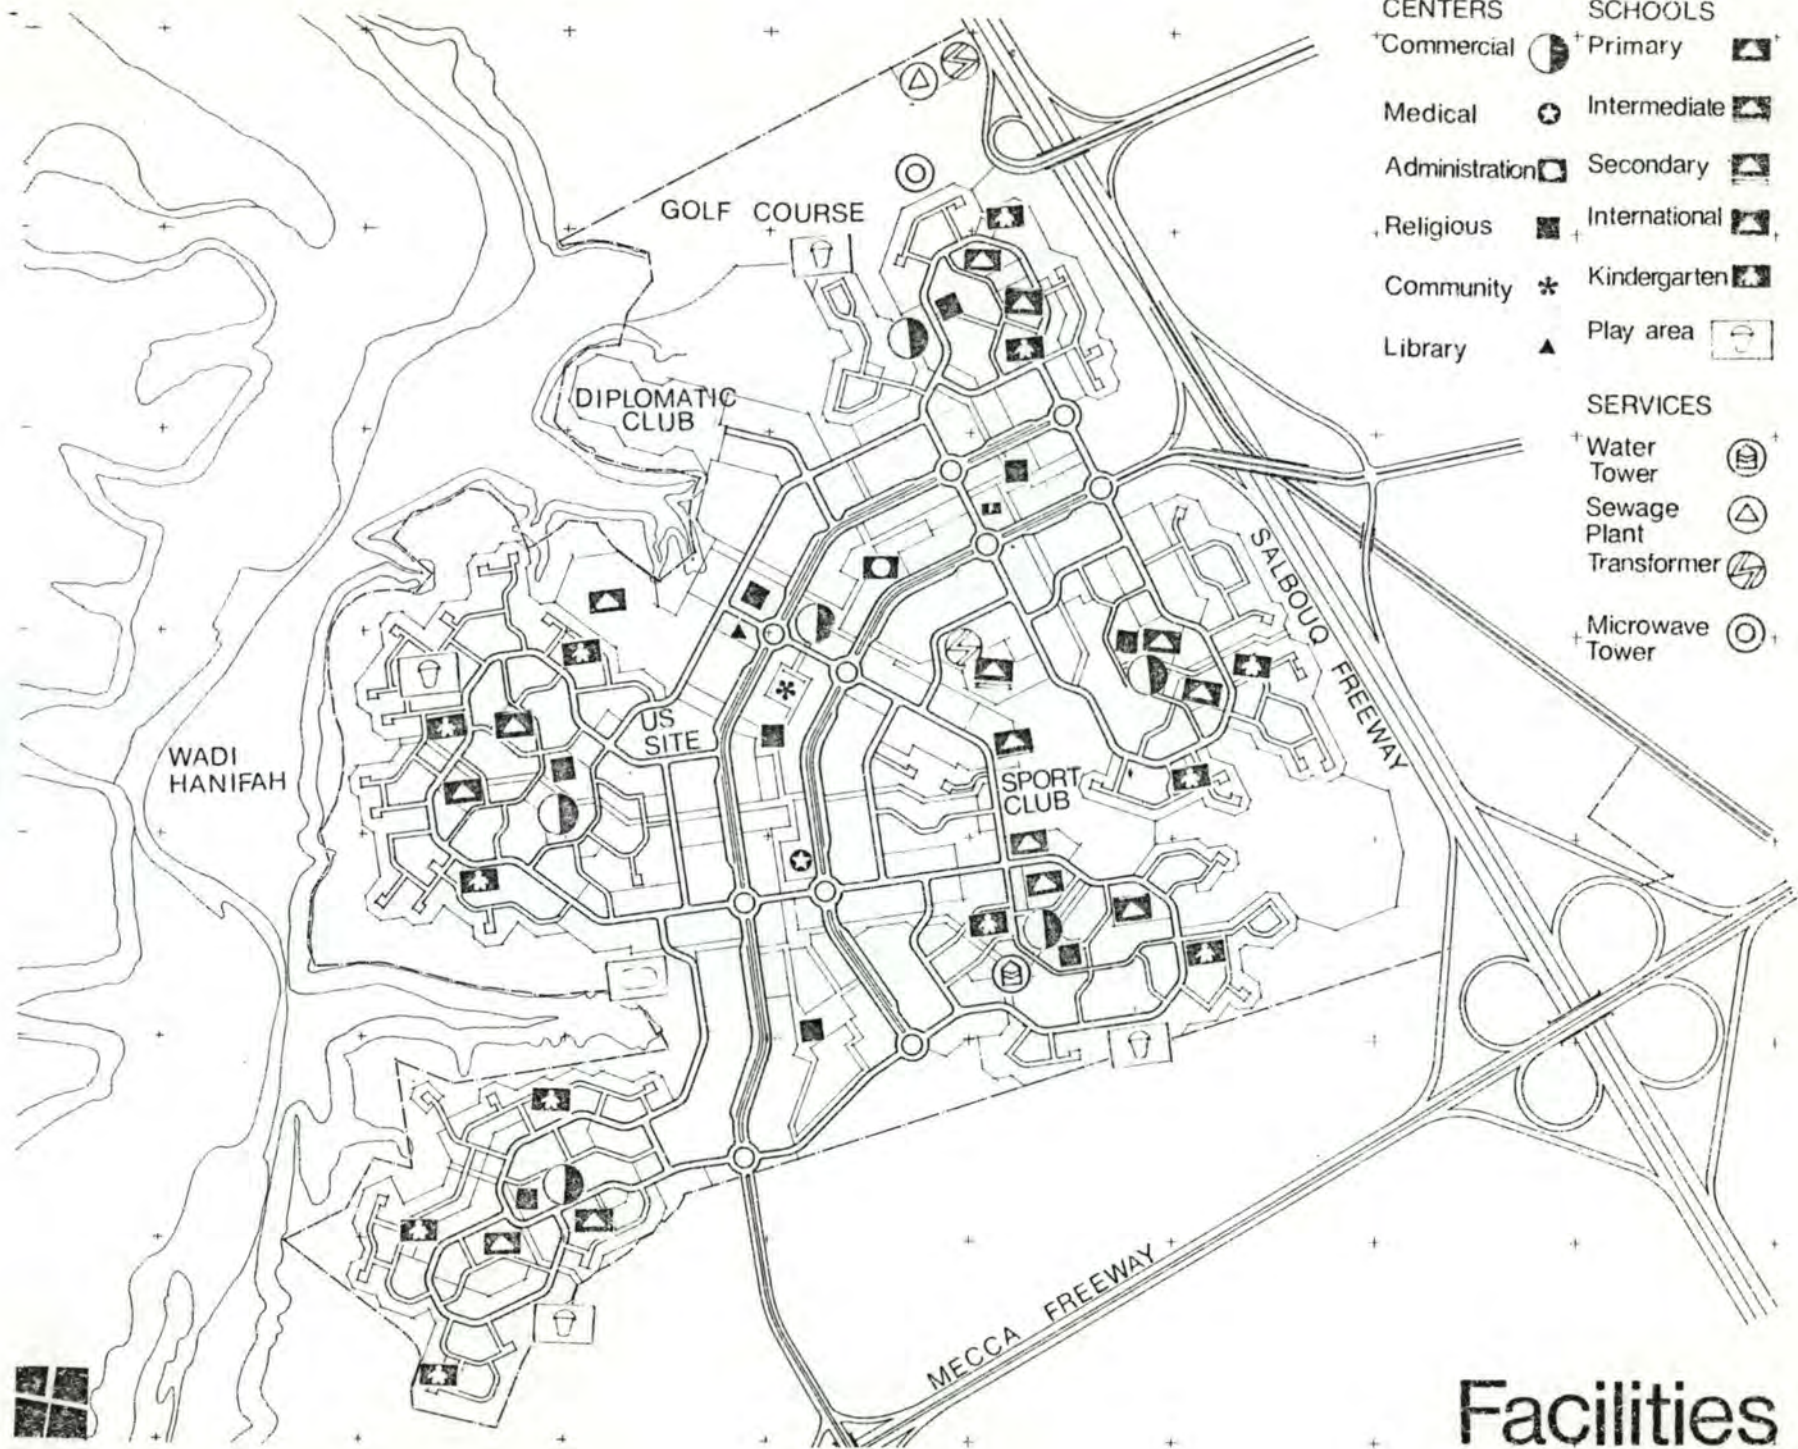 CENTERS
Commercial
Medical
Administration
Religious
Community
Library
SCHOOLS
Primary
Intermediate
Secondary
International
Kindergarten
Play area
SERVICES
Water
Tower
Sewage
Plant
Transformer
Microwave
Tower
GOLF COURSE
DIPLOMATIC
CLUB
US
SITE
WADI
HANIFAH
SPORT
CLUB
SALBOUQ FREEWAY
MECCA FREEWAY
Facilities